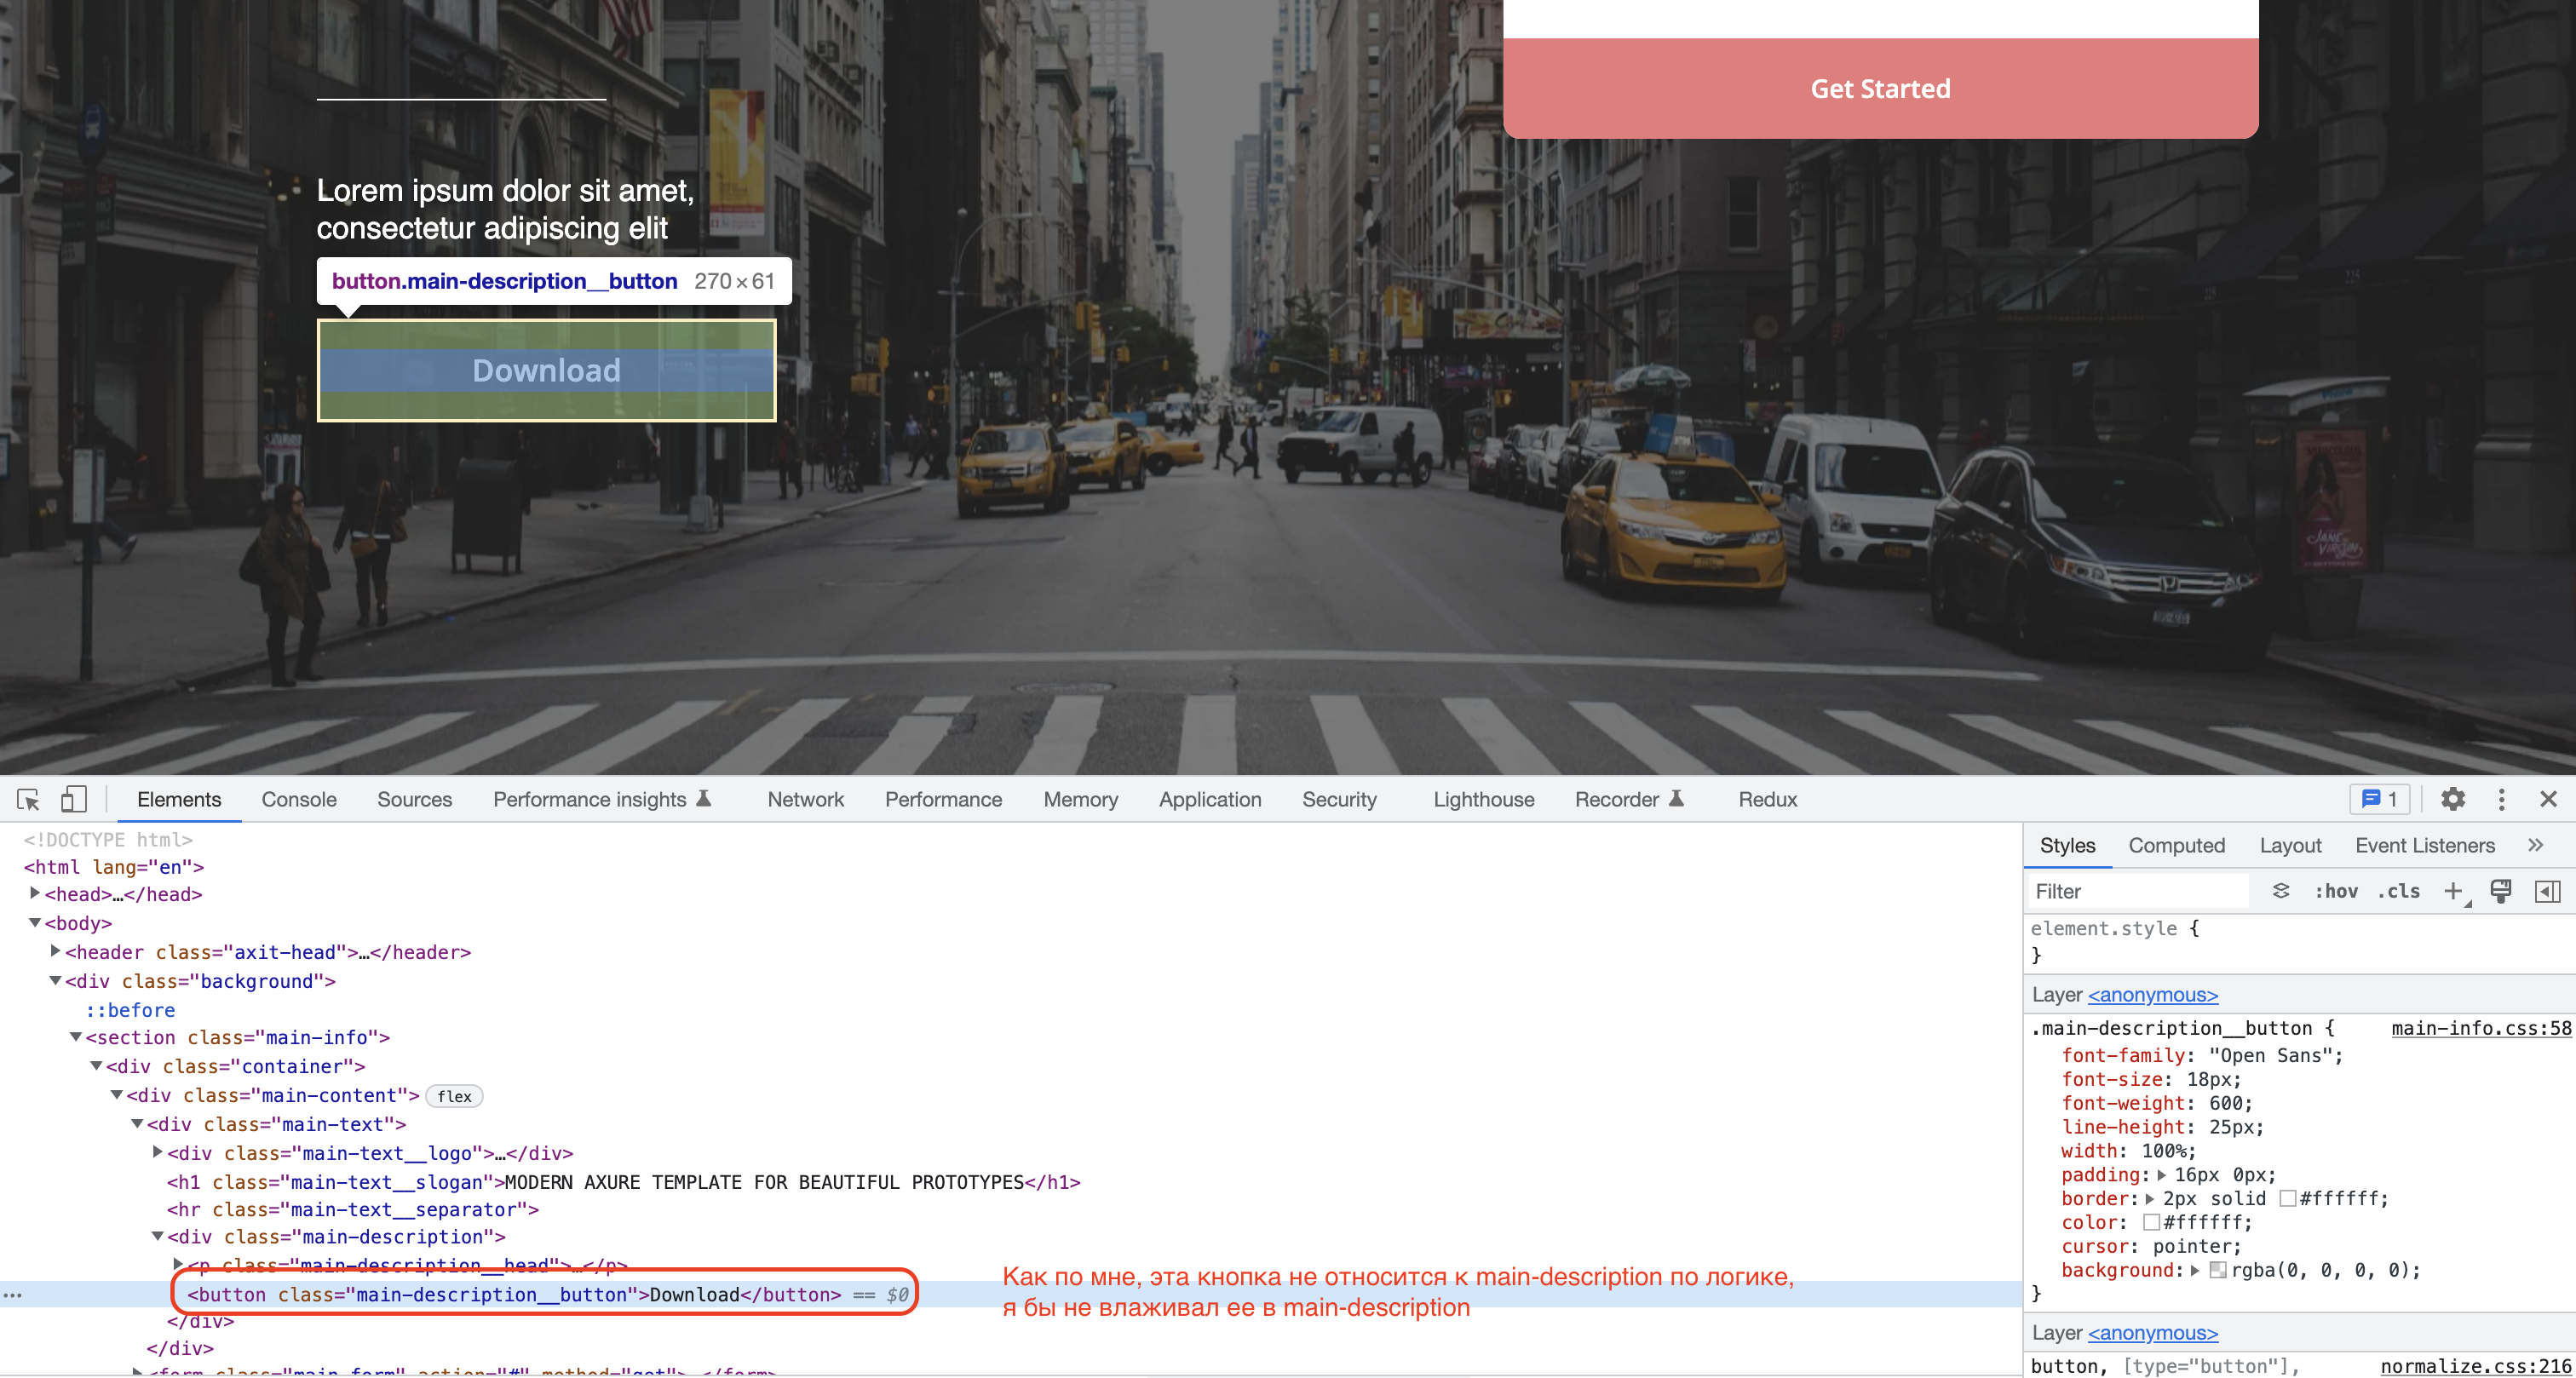 Get Started
Lorem ipsum dolor sit amet,
consectetur adipiscing elit
button.main-description__button 270×61
Download
Elements Console Sources Performance insights Network Performance Memory Application Security Lighthouse Recorder Redux 1
<!DOCTYPE html>
<html lang="en">
<head>…</head>
<body>
<header class="axit-head">…</header>
<div class="background">
::before
<section class="main-info">
<div class="container">
<div class="main-content"> flex
<div class="main-text">
<div class="main-text__logo">…</div>
<h1 class="main-text__slogan">MODERN AXURE TEMPLATE FOR BEAUTIFUL PROTOTYPES</h1>
<hr class="main-text__separator">
<div class="main-description">
<p class="main-description__head">…</p>
<button class="main-description__button">Download</button> == $0
Как по мне, эта кнопка не относится к main-description по логике,
я бы не влаживал ее в main-description
</div>
</div>
<form class="main-form" action="#" method="get">…</form>
Styles Computed Layout Event Listeners
Filter :hov .cls
element.style {
}
Layer <anonymous>
.main-description__button { main-info.css:58
font-family: "Open Sans";
font-size: 18px;
font-weight: 600;
line-height: 25px;
width: 100%;
padding: 16px 0px;
border: 2px solid #ffffff;
color: #ffffff;
cursor: pointer;
background: rgba(0, 0, 0, 0);
}
Layer <anonymous>
button, [type="button"], normalize.css:216